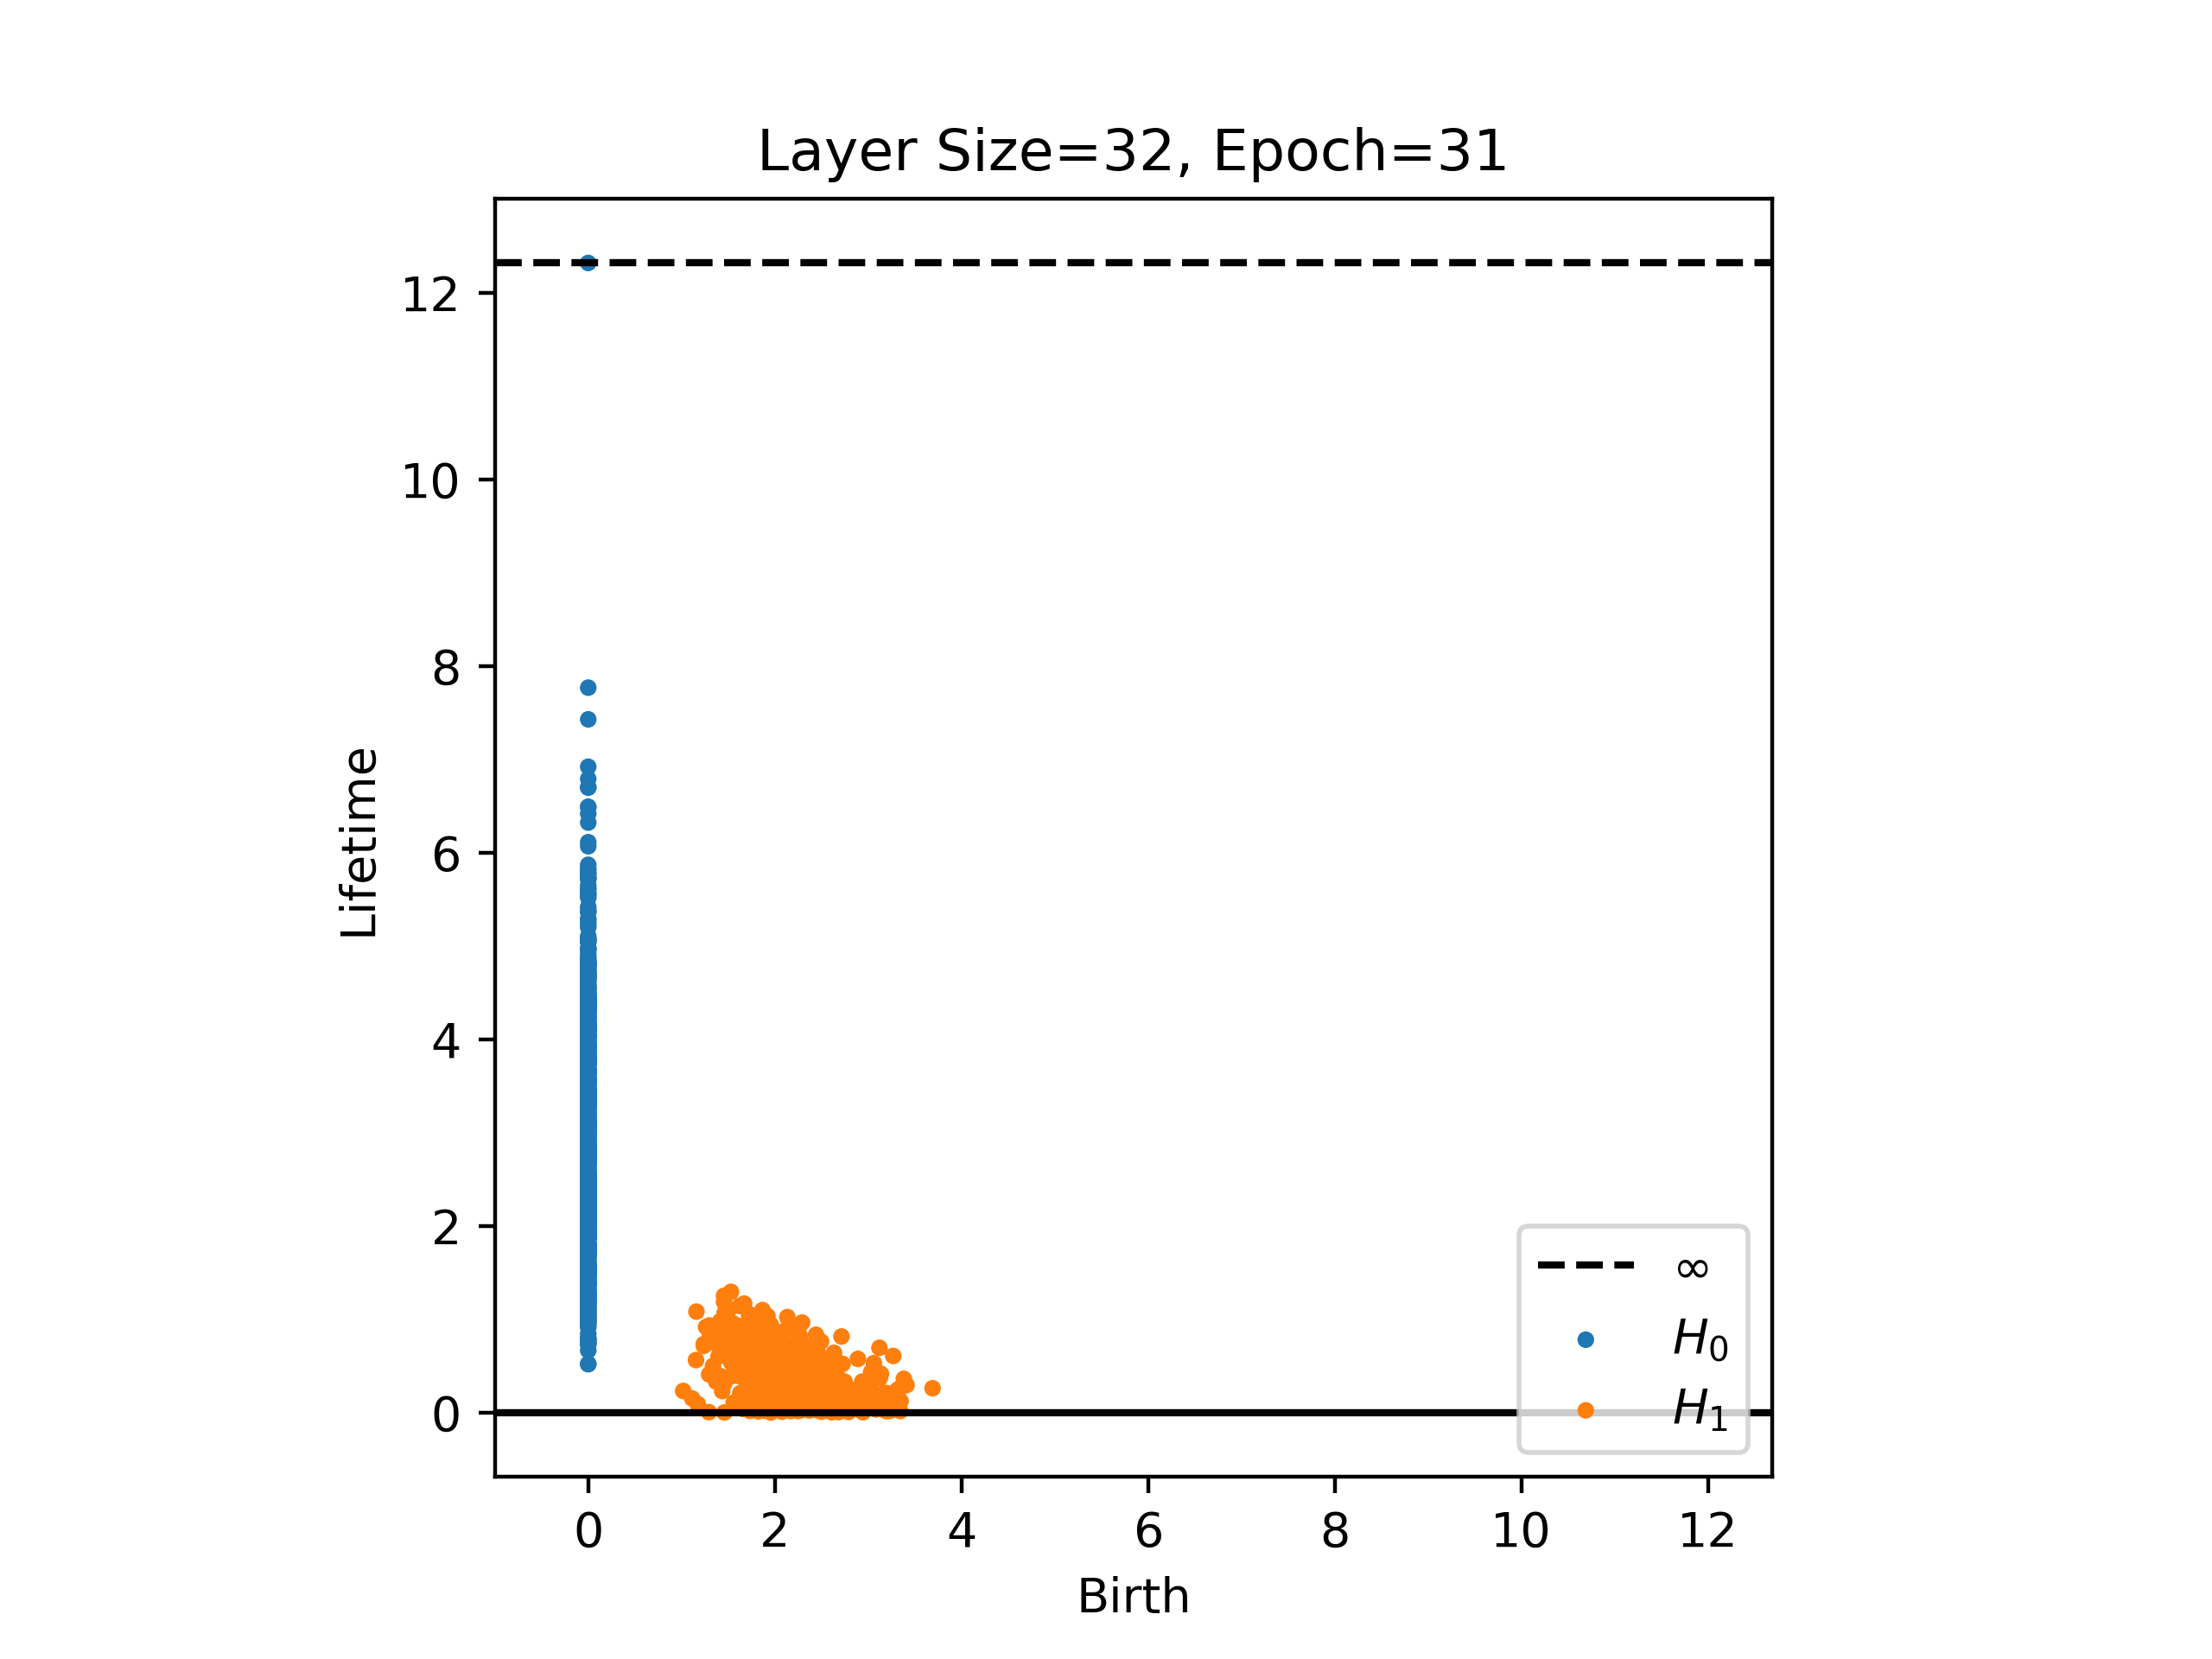 Layer Size=32, Epoch=31
12
10
8
6
4
2
0
Lifetime
0 2 4 6 8 10 12
Birth
∞
H₀
H₁